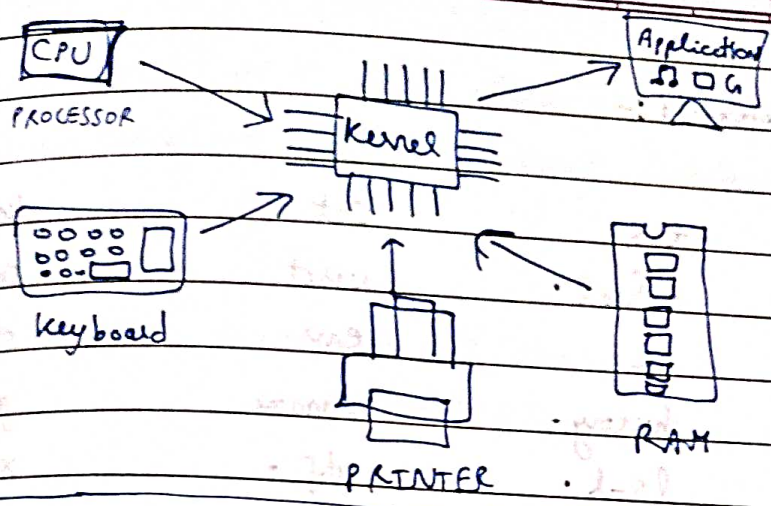 CPU
Application
G
PROCESSOR
Kernel
Keyboard
RAM
PRINTER